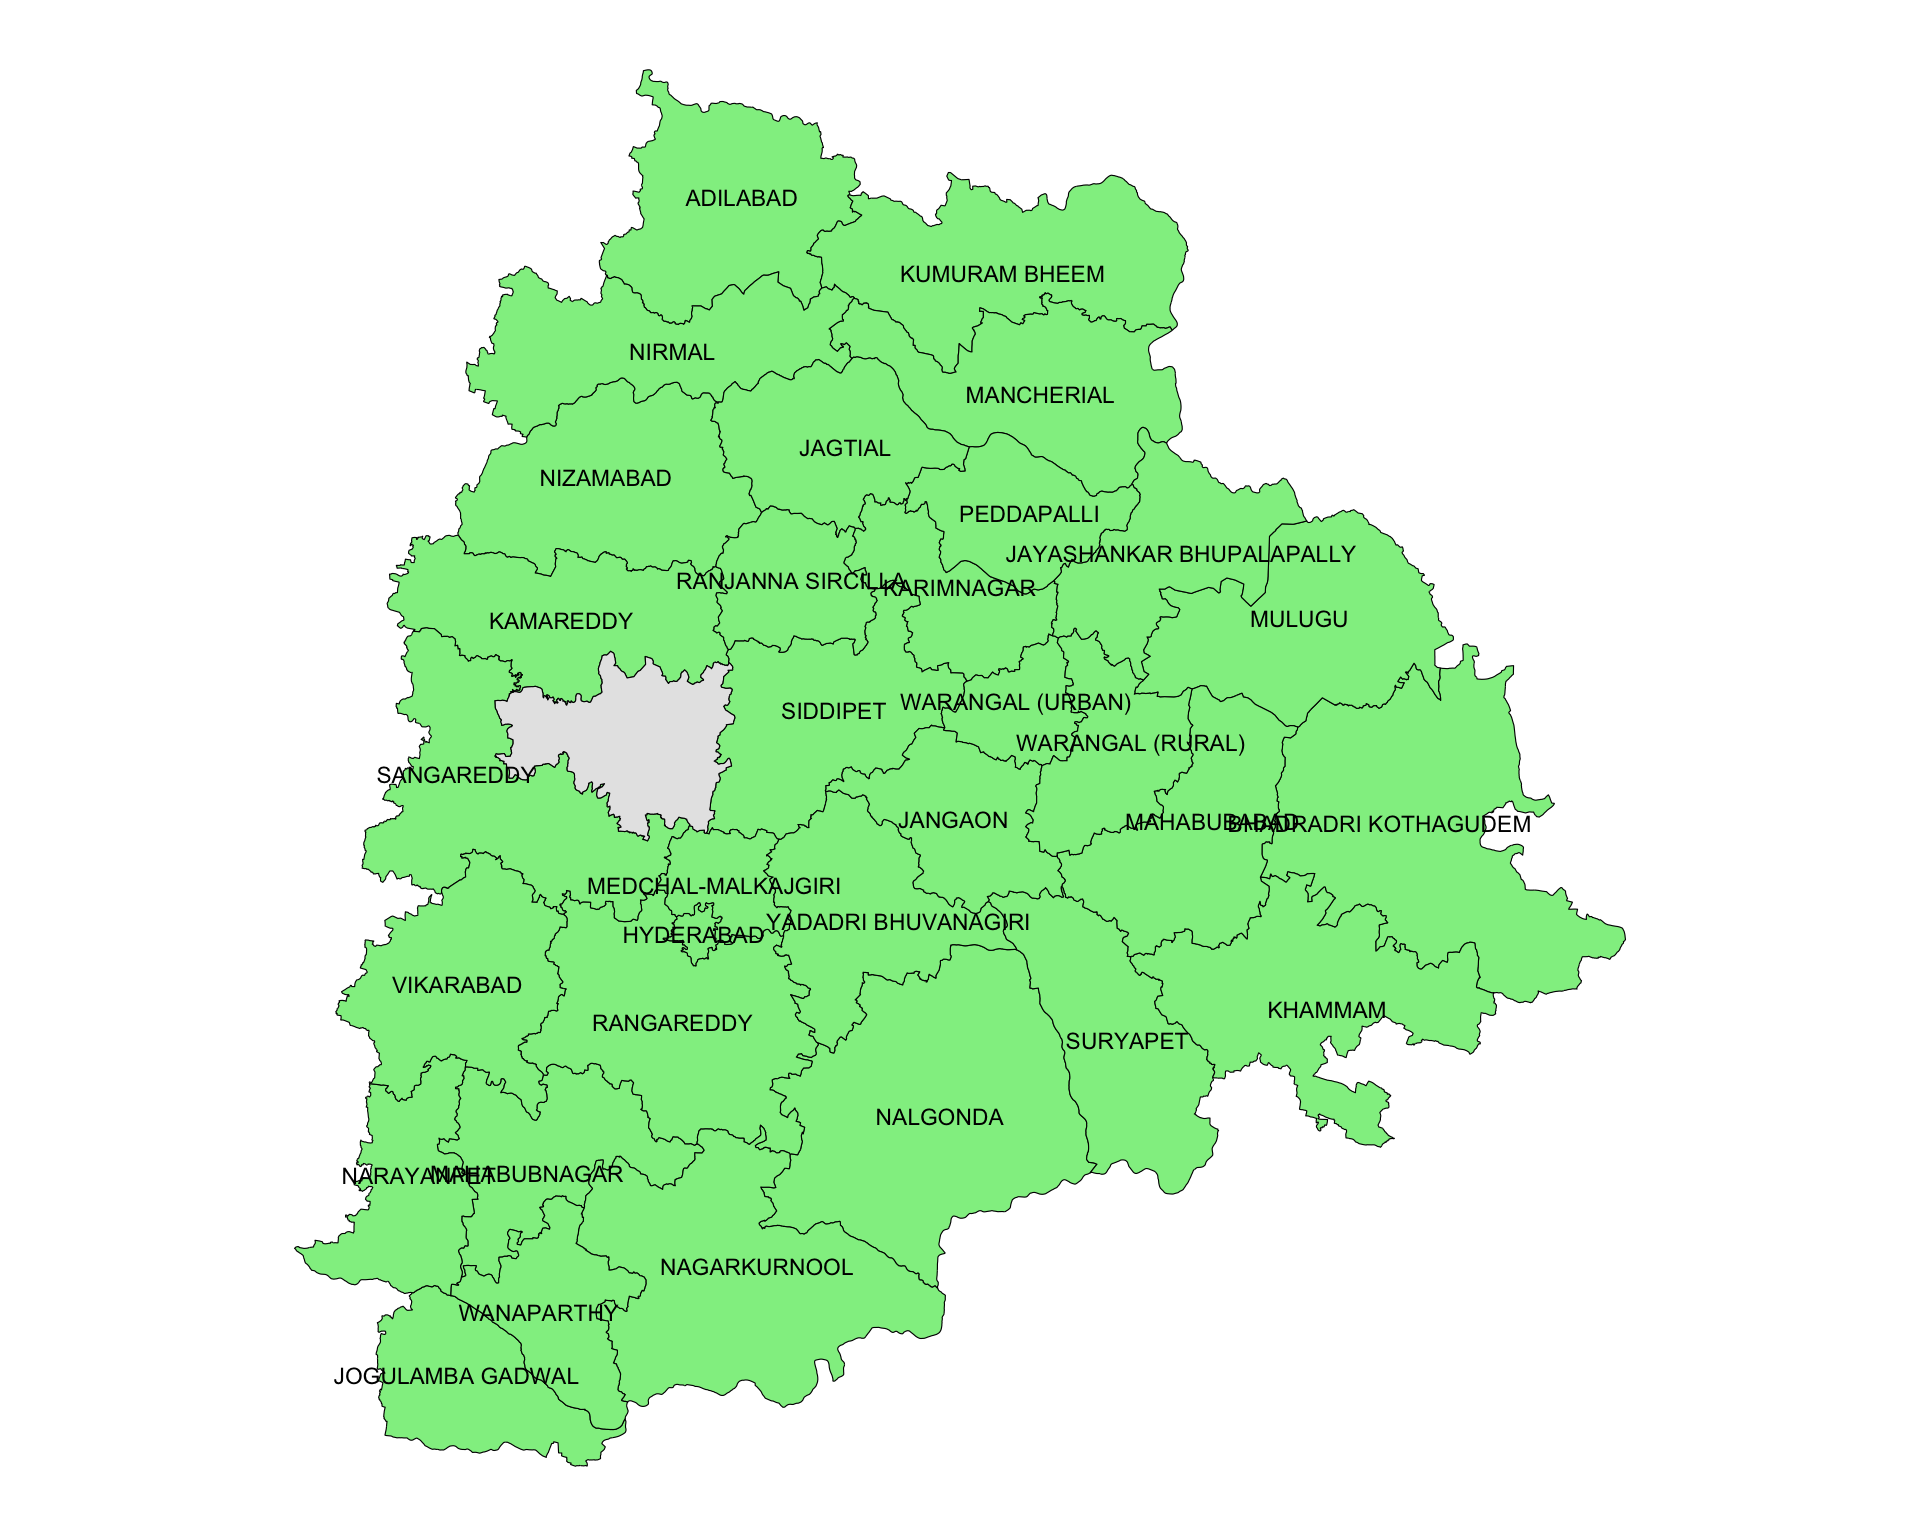 ADILABAD
KUMURAM BHEEM
NIRMAL
MANCHERIAL
JAGTIAL
NIZAMABAD
PEDDAPALLI
JAYASHANKAR BHUPALAPALLY
RANJANNA SIRCILLA
KARIMNAGAR
MULUGU
KAMAREDDY
WARANGAL (URBAN)
SIDDIPET
WARANGAL (RURAL)
SANGAREDDY
JANGAON
MAHABUBABAD
BHADRADRI KOTHAGUDEM
MEDCHAL-MALKAJGIRI
YADADRI BHUVANAGIRI
HYDERABAD
VIKARABAD
KHAMMAM
RANGAREDDY
SURYAPET
NALGONDA
NARAYANPET
MAHABUBNAGAR
NAGARKURNOOL
WANAPARTHY
JOGULAMBA GADWAL